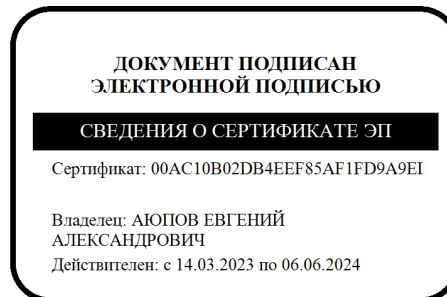 ДОКУМЕНТ ПОДПИСАН
ЭЛЕКТРОННОЙ ПОДПИСЬЮ
СВЕДЕНИЯ О СЕРТИФИКАТЕ ЭП
Сертификат: 00AC10B02DB4EEF85AF1FD9A9EI
Владелец: АЮПОВ ЕВГЕНИЙ
АЛЕКСАНДРОВИЧ
Действителен: с 14.03.2023 по 06.06.2024